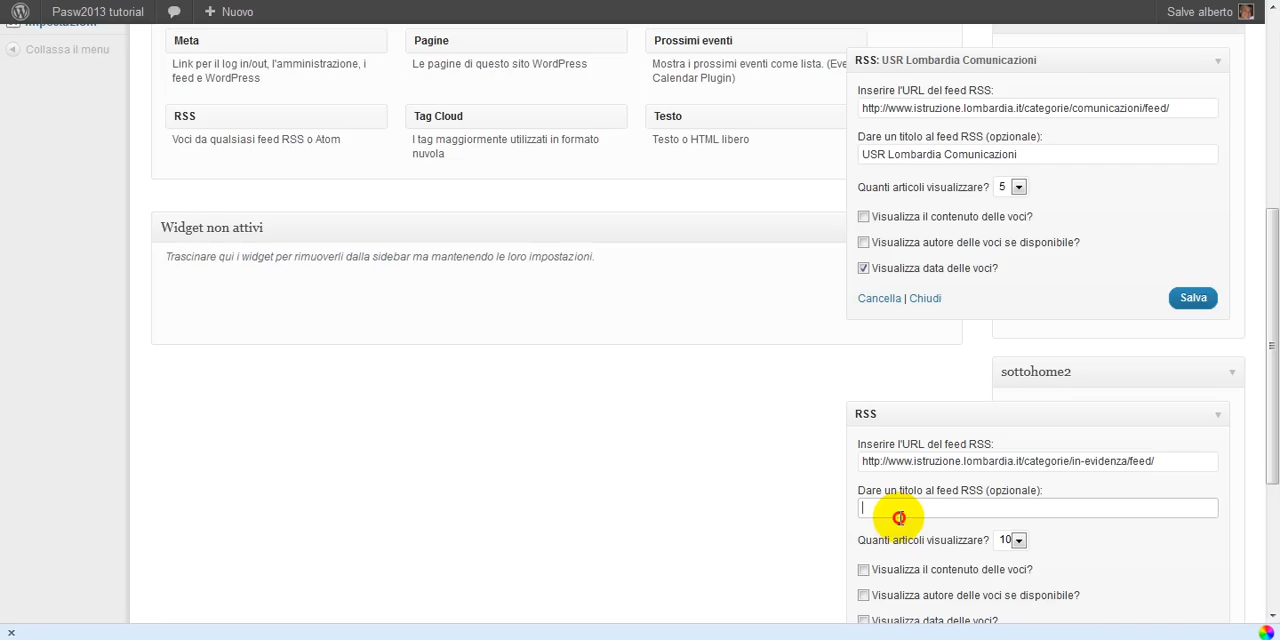 Pasw2013 tutorial
Nuovo
Salve alberto
Impostazioni
Collassa il menu
Meta
Link per il log in/out, l'amministrazione, i
feed e WordPress
Pagine
Le pagine di questo sito WordPress
Prossimi eventi
Mostra i prossimi eventi come lista. (Eve
Calendar Plugin)
RSS
Voci da qualsiasi feed RSS o Atom
Tag Cloud
I tag maggiormente utilizzati in formato
nuvola
Testo
Testo o HTML libero
Widget non attivi
Trascinare qui i widget per rimuoverli dalla sidebar ma mantenendo le loro impostazioni.
RSS: USR Lombardia Comunicazioni
Inserire l'URL del feed RSS:
http://www.istruzione.lombardia.it/categorie/comunicazioni/feed/
Dare un titolo al feed RSS (opzionale):
USR Lombardia Comunicazioni
Quanti articoli visualizzare? 5
Visualizza il contenuto delle voci?
Visualizza autore delle voci se disponibile?
Visualizza data delle voci?
Cancella | Chiudi
Salva
sottohome2
RSS
Inserire l'URL del feed RSS:
http://www.istruzione.lombardia.it/categorie/in-evidenza/feed/
Dare un titolo al feed RSS (opzionale):
Quanti articoli visualizzare? 10
Visualizza il contenuto delle voci?
Visualizza autore delle voci se disponibile?
Visualizza data delle voci?